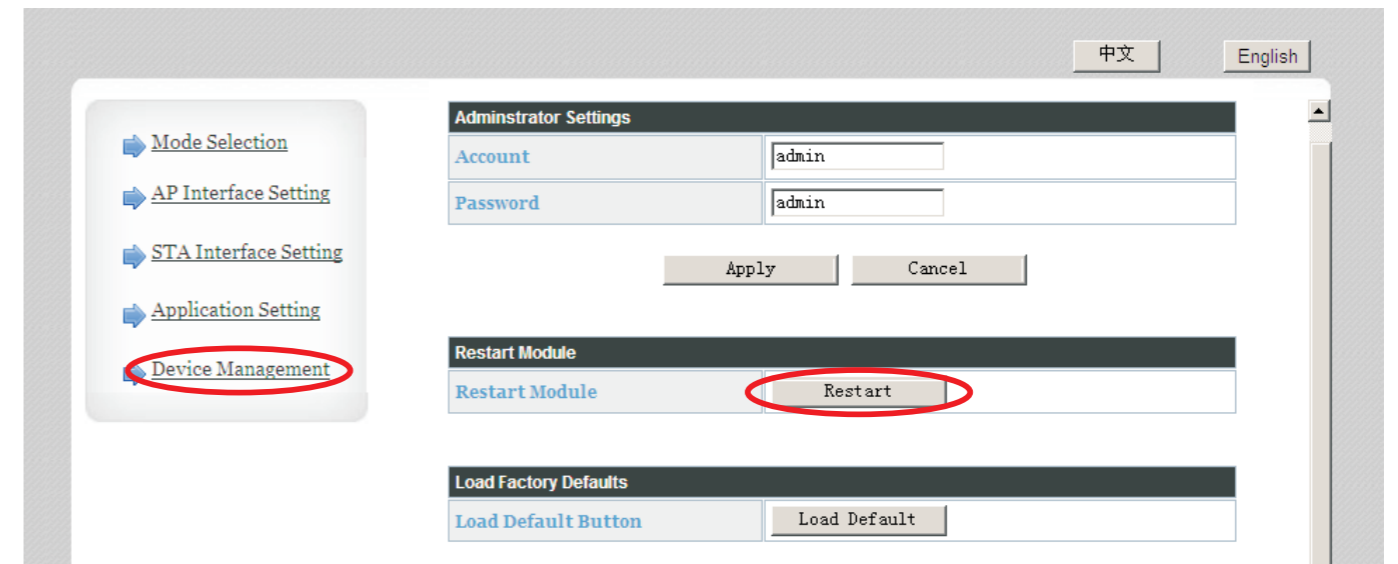 中文 English
Mode Selection
AP Interface Setting
STA Interface Setting
Application Setting
Device Management
Adminstrator Settings
Account admin
Password admin
Apply Cancel
Restart Module
Restart Module Restart
Load Factory Defaults
Load Default Button Load Default